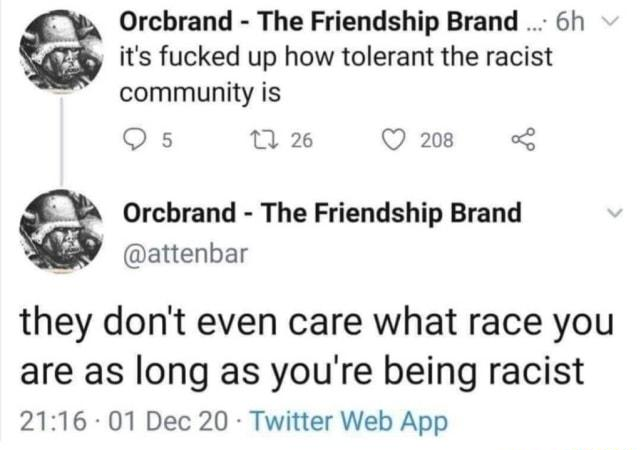 Orcbrand - The Friendship Brand ... · 6h
it's fucked up how tolerant the racist
community is
5 26 208
Orcbrand - The Friendship Brand
@attenbar
they don't even care what race you
are as long as you're being racist
21:16 · 01 Dec 20 · Twitter Web App